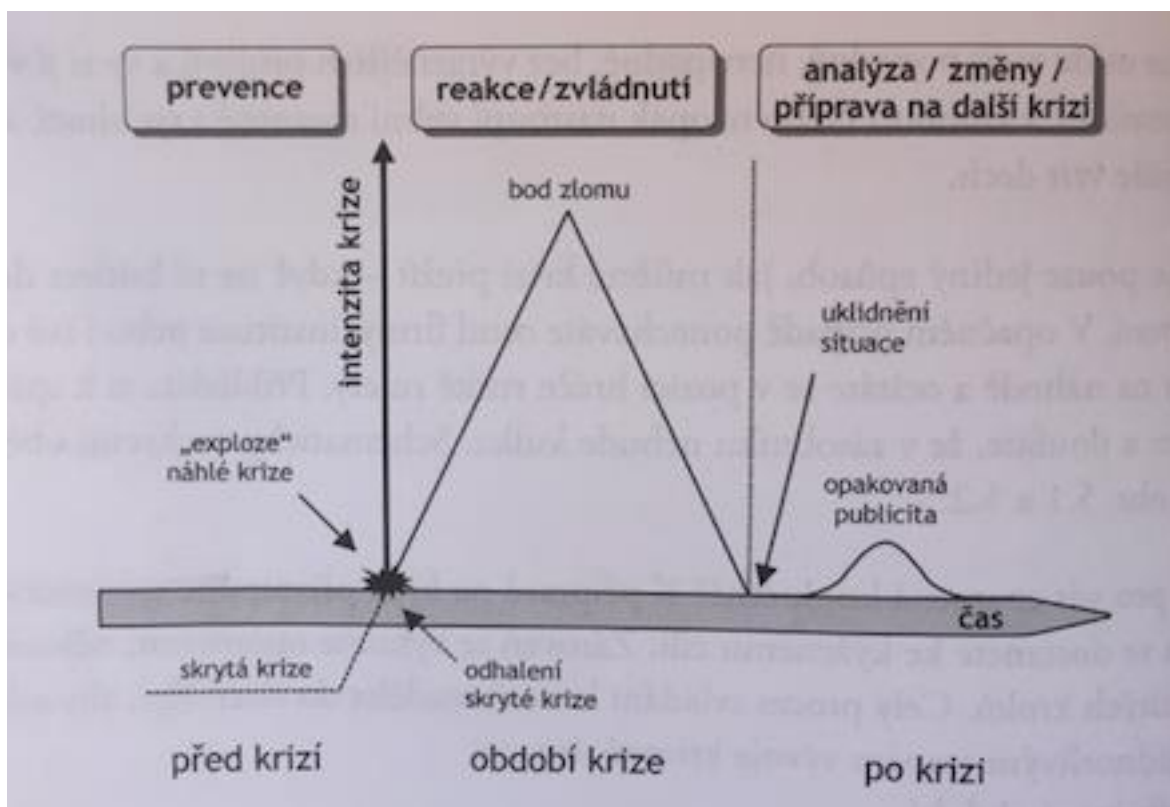 prevence
reakce/zvládnutí
analýza / změny /
příprava na další krizi
intenzita krize
bod zlomu
uklidnění
situace
„exploze“
náhlé krize
opakovaná
publicita
čas
skrytá krize
odhalení
skryté krize
před krizí
období krize
po krizi